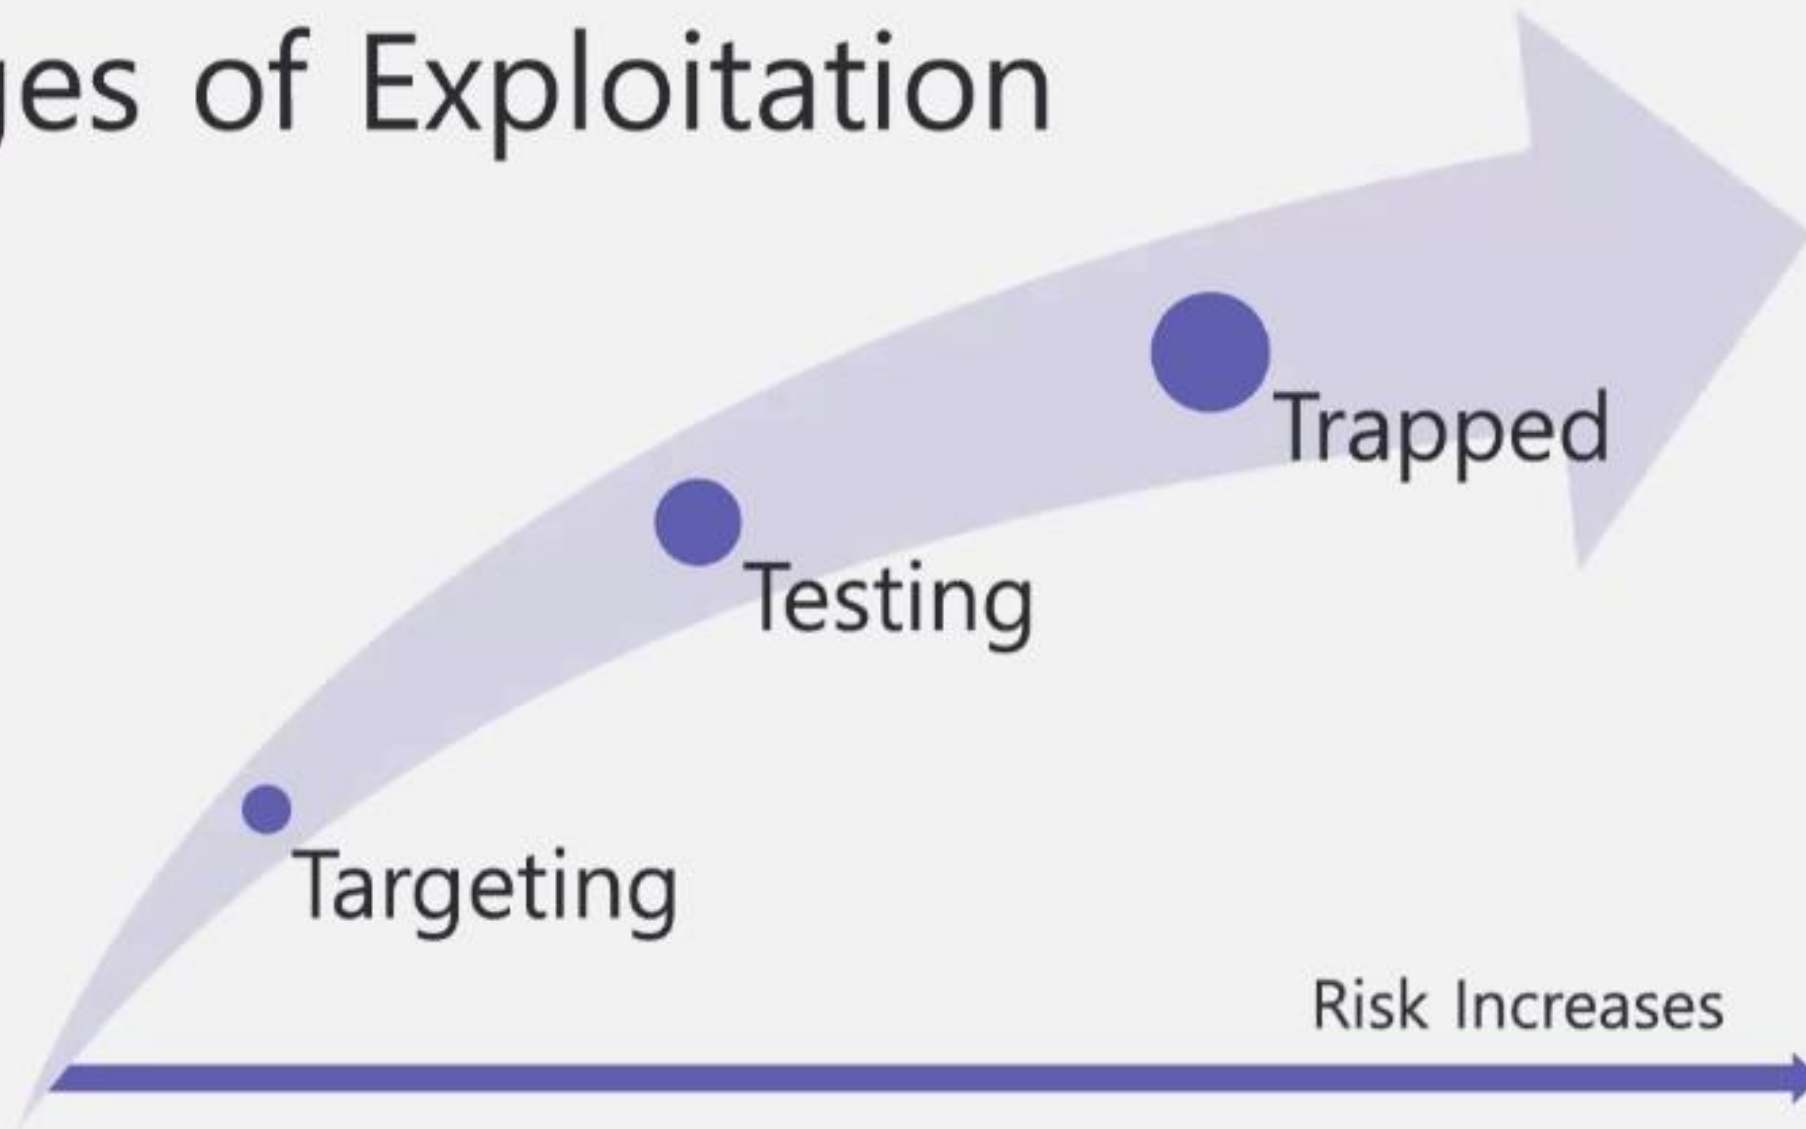 ges of Exploitation
Trapped
Testing
Targeting
Risk Increases